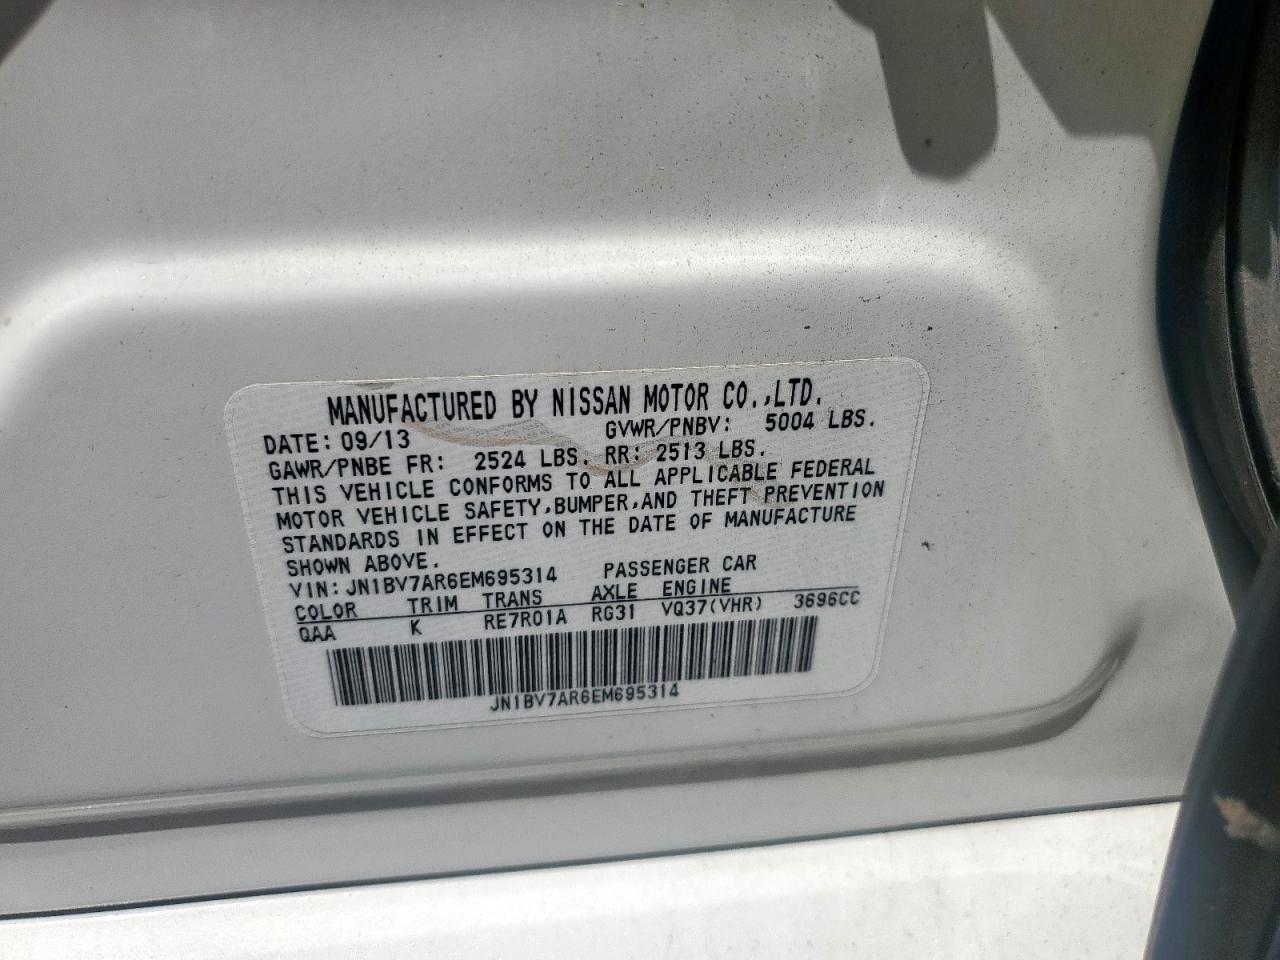 MANUFACTURED BY NISSAN MOTOR CO.,LTD.
DATE: 09/13 GVWR/PNBV: 5004 LBS.
GAWR/PNBE FR: 2524 LBS. RR: 2513 LBS.
THIS VEHICLE CONFORMS TO ALL APPLICABLE FEDERAL
MOTOR VEHICLE SAFETY,BUMPER,AND THEFT PREVENTION
STANDARDS IN EFFECT ON THE DATE OF MANUFACTURE
SHOWN ABOVE.
VIN: JN1BV7AR6EM695314 PASSENGER CAR
COLOR TRIM TRANS AXLE ENGINE
QAA K RE7R01A RG31 VQ37(VHR) 3696CC
JN1BV7AR6EM695314